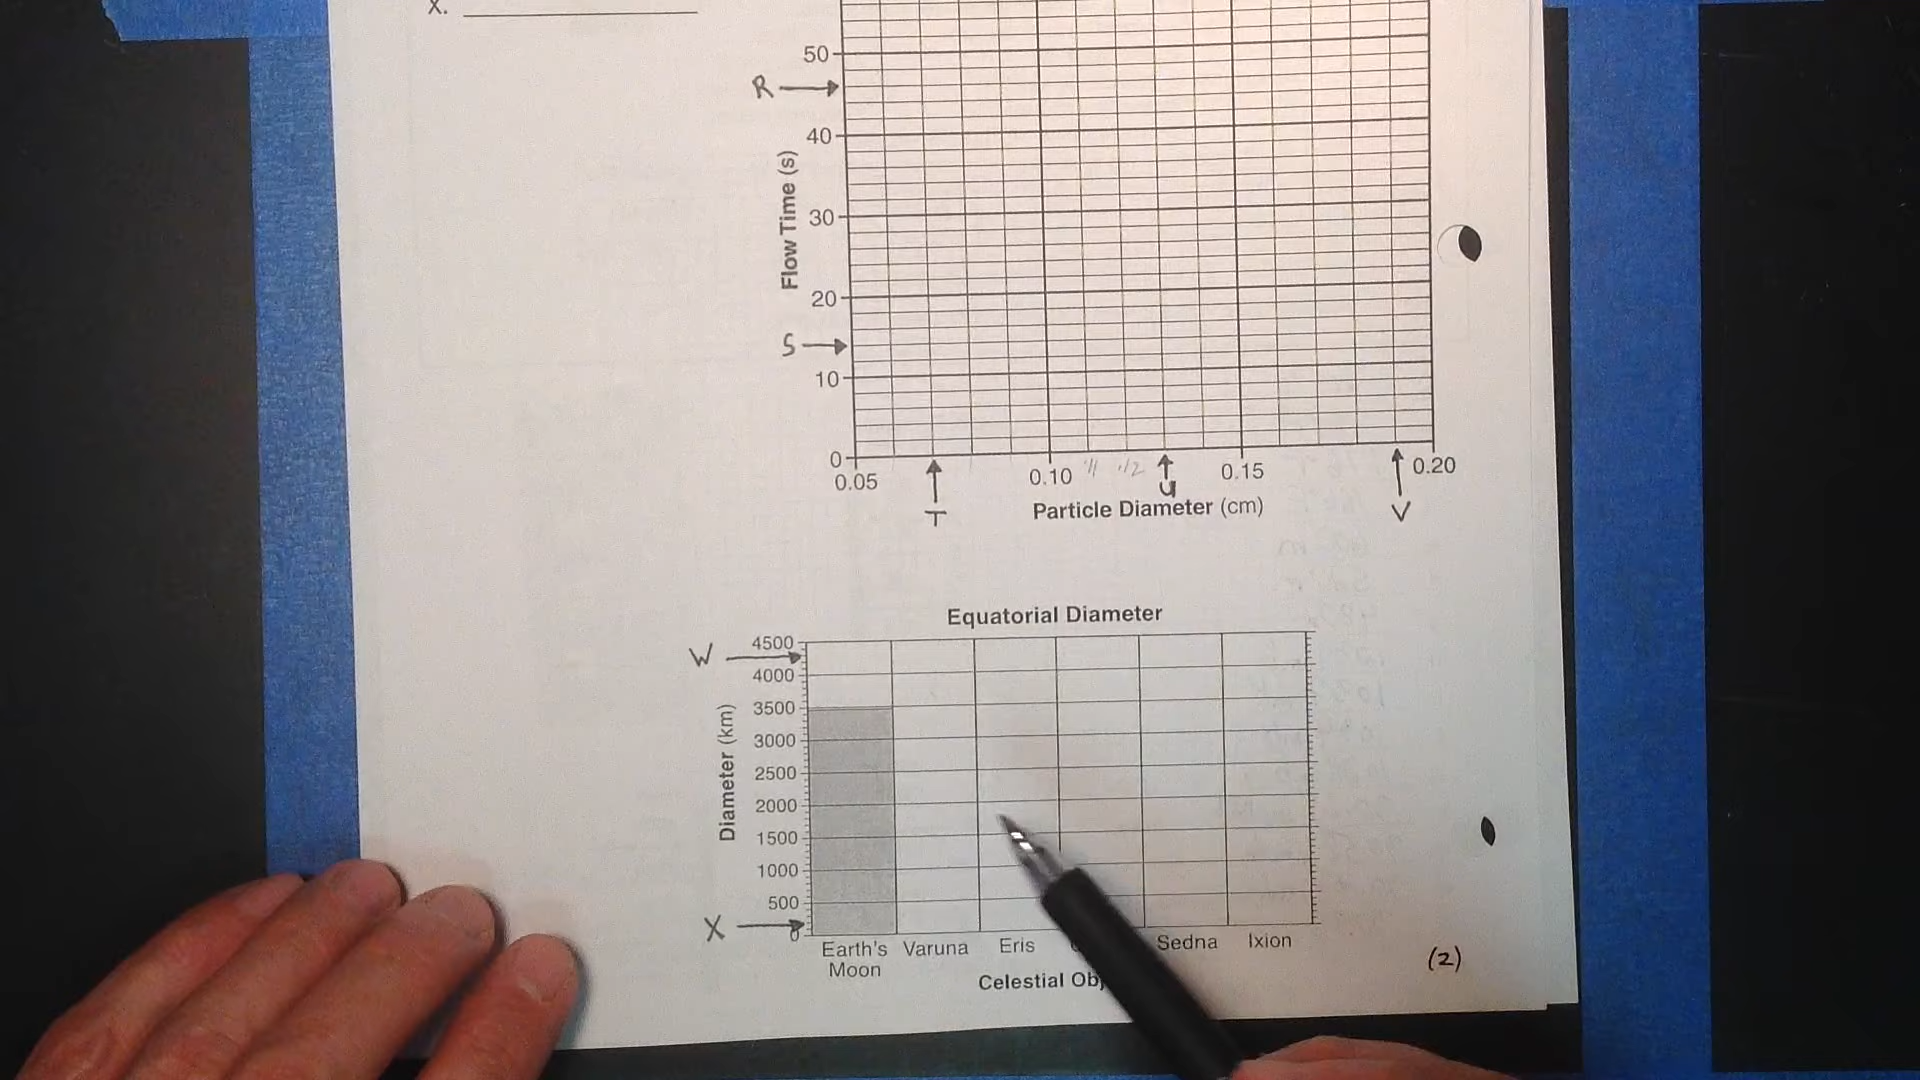 X.
50
R
40
Flow Time (s)
30
20
S
10
0
0.05
0.10
.11
.12
0.15
0.20
T
U
V
Particle Diameter (cm)
Equatorial Diameter
W
4500
4000
3500
3000
Diameter (km)
2500
2000
1500
1000
500
X
0
Earth's Moon
Varuna
Eris
Sedna
Ixion
(2)
Celestial